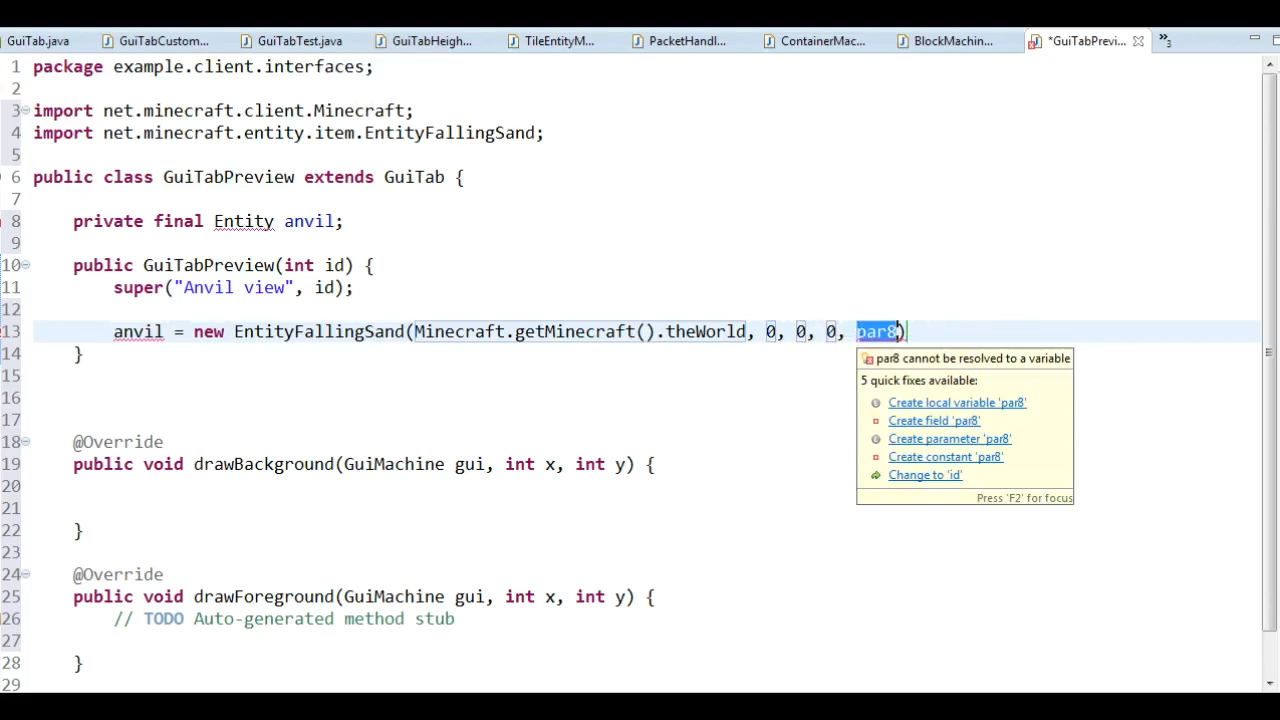 GuiTab.java GuiTabCustom... GuiTabTest.java GuiTabHeigh... TileEntityM... PacketHandl... ContainerMac... BlockMachin... *GuiTabPrevi... »3
1 package example.client.interfaces;
2
3 import net.minecraft.client.Minecraft;
4 import net.minecraft.entity.item.EntityFallingSand;
5
6 public class GuiTabPreview extends GuiTab {
7
8 private final Entity anvil;
9
10 public GuiTabPreview(int id) {
11 super("Anvil view", id);
12
13 anvil = new EntityFallingSand(Minecraft.getMinecraft().theWorld, 0, 0, 0, par8)
14 }
par8 cannot be resolved to a variable
15
5 quick fixes available:
16
Create local variable 'par8'
17
Create field 'par8'
18 @Override
Create parameter 'par8'
19 public void drawBackground(GuiMachine gui, int x, int y) {
Create constant 'par8'
20
Change to 'id'
Press 'F2' for focus
21
22 }
23
24 @Override
25 public void drawForeground(GuiMachine gui, int x, int y) {
26 // TODO Auto-generated method stub
27
28 }
29